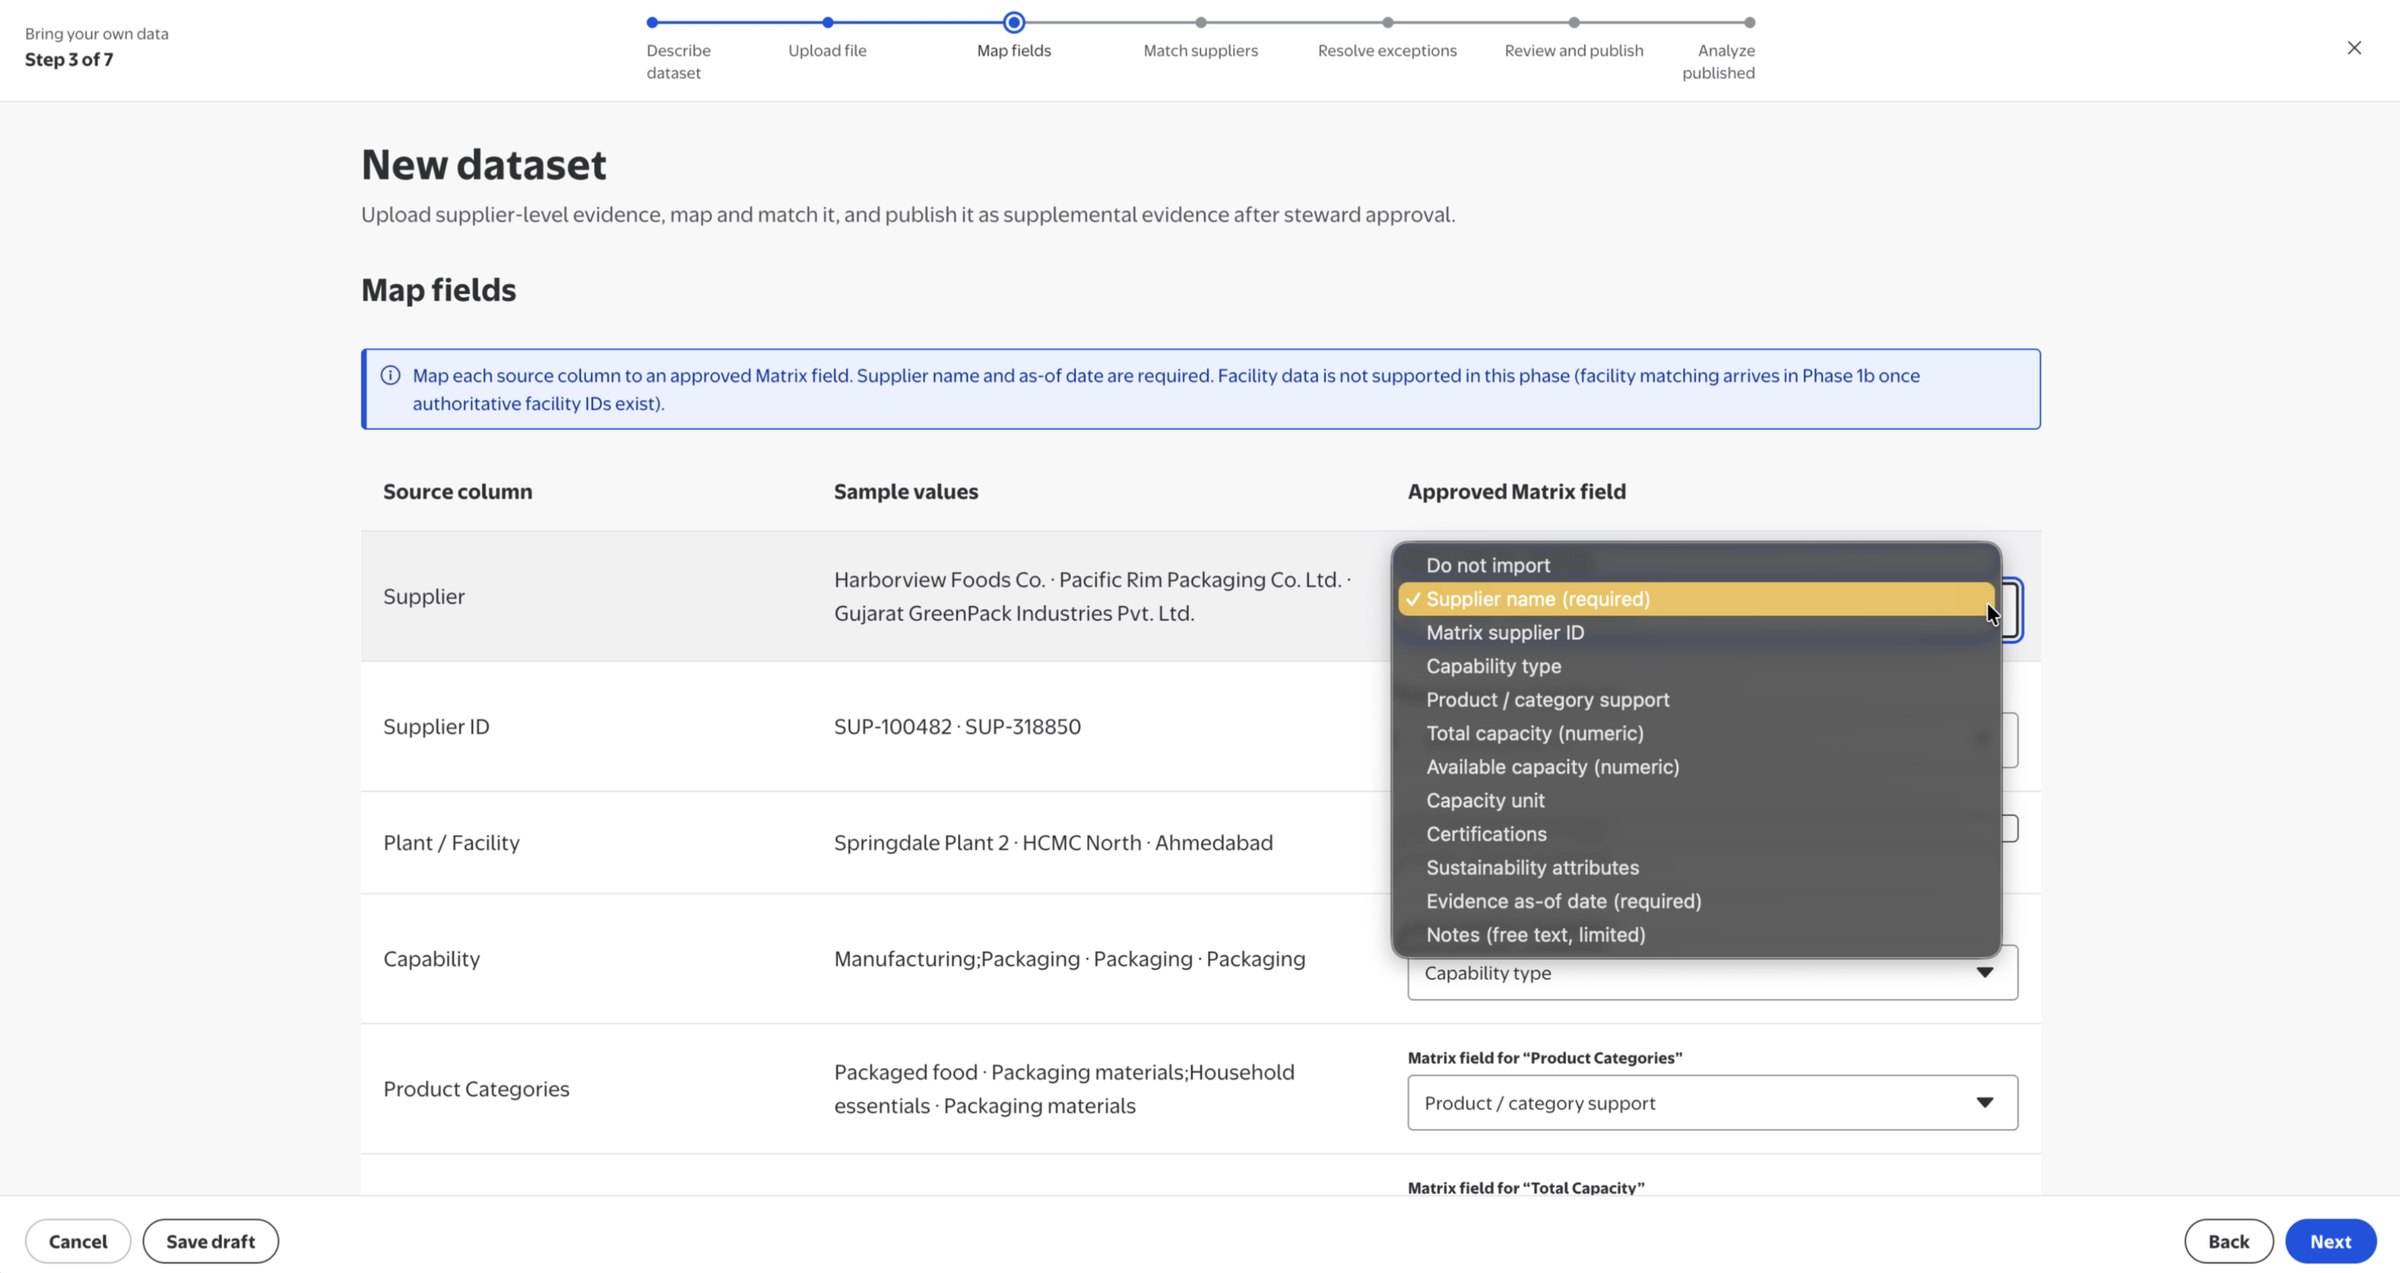 Bring your own data
Step 3 of 7
Describe
dataset
Upload file
Map fields
Match suppliers
Resolve exceptions
Review and publish
Analyze
published
New dataset
Upload supplier-level evidence, map and match it, and publish it as supplemental evidence after steward approval.
Map fields
Map each source column to an approved Matrix field. Supplier name and as-of date are required. Facility data is not supported in this phase (facility matching arrives in Phase 1b once
authoritative facility IDs exist).
Source column
Sample values
Approved Matrix field
Supplier
Harborview Foods Co. · Pacific Rim Packaging Co. Ltd. ·
Gujarat GreenPack Industries Pvt. Ltd.
Do not import
✓ Supplier name (required)
Matrix supplier ID
Capability type
Product / category support
Total capacity (numeric)
Available capacity (numeric)
Capacity unit
Certifications
Sustainability attributes
Evidence as-of date (required)
Notes (free text, limited)
Supplier ID
SUP-100482 · SUP-318850
Plant / Facility
Springdale Plant 2 · HCMC North · Ahmedabad
Capability
Manufacturing;Packaging · Packaging · Packaging
Capability type
Product Categories
Packaged food · Packaging materials;Household
essentials · Packaging materials
Matrix field for “Product Categories”
Product / category support
Matrix field for “Total Capacity”
Cancel
Save draft
Back
Next